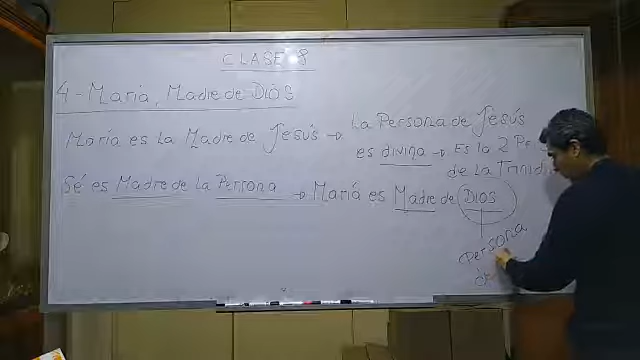 CLASE 8
4- María, Madre de Dios
María es la Madre de Jesús → La Persona de Jesús
es divina → Es la 2
de la Trinid
Sé es Madre de la Persona → María es Madre de DIOS
Persona